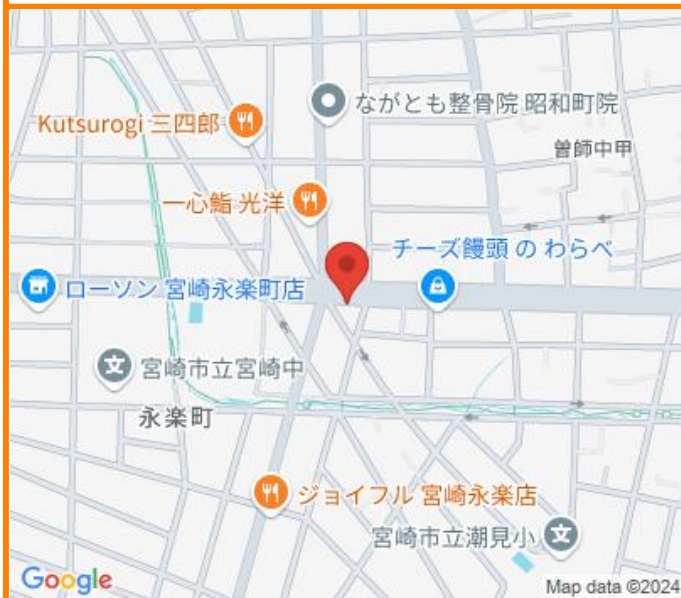 ながとも整骨院 昭和町院
Kutsurogi 三四郎
曽師中甲
一心鮨 光洋
チーズ饅頭 の わらべ
ローソン 宮崎永楽町店
文
宮崎市立宮崎中
永楽町
ジョイフル 宮崎永楽店
宮崎市立潮見小
文
Google
Map data ©2024